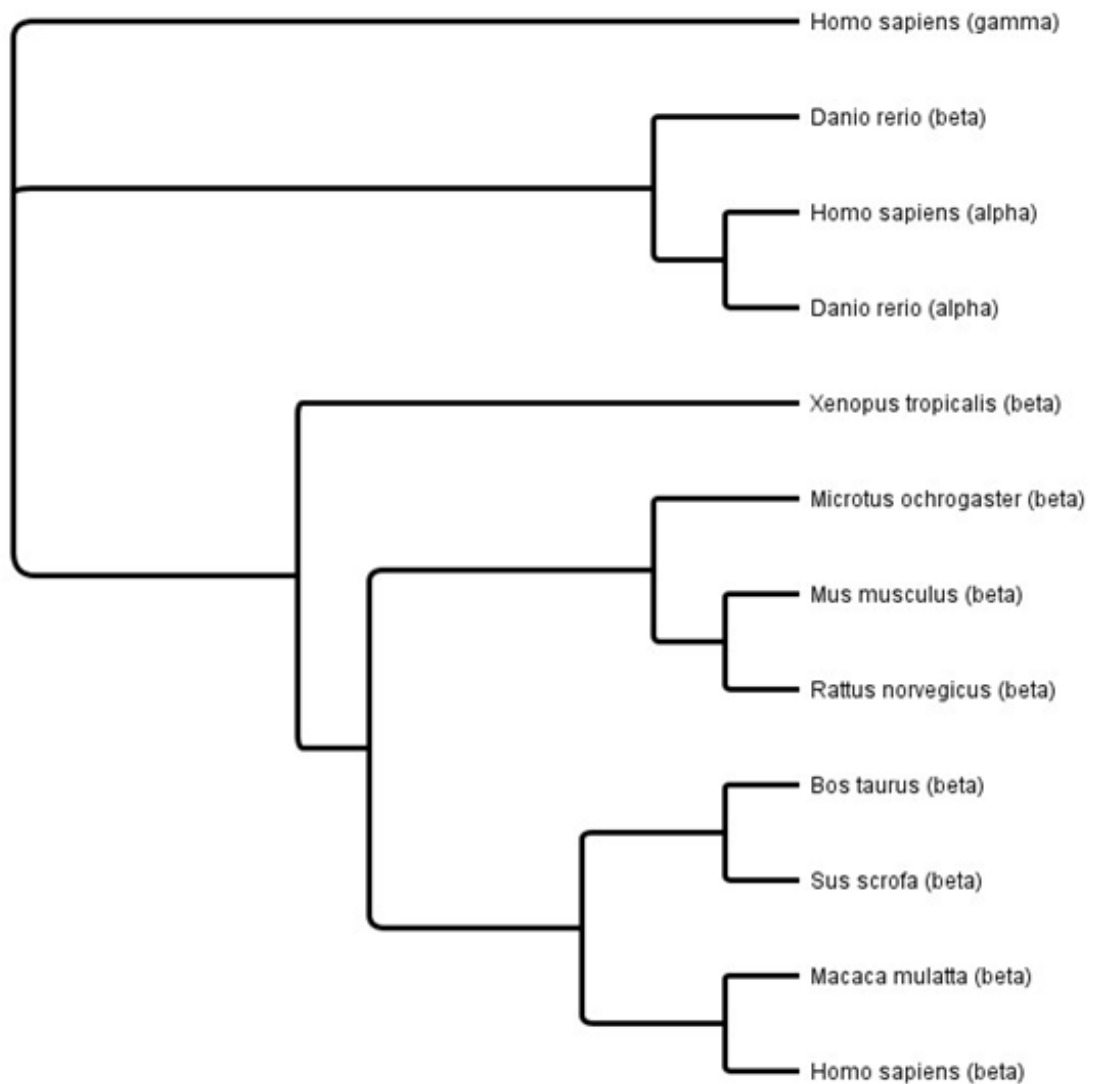 Homo sapiens (gamma)
Danio rerio (beta)
Homo sapiens (alpha)
Danio rerio (alpha)
Xenopus tropicalis (beta)
Microtus ochrogaster (beta)
Mus musculus (beta)
Rattus norvegicus (beta)
Bos taurus (beta)
Sus scrofa (beta)
Macaca mulatta (beta)
Homo sapiens (beta)